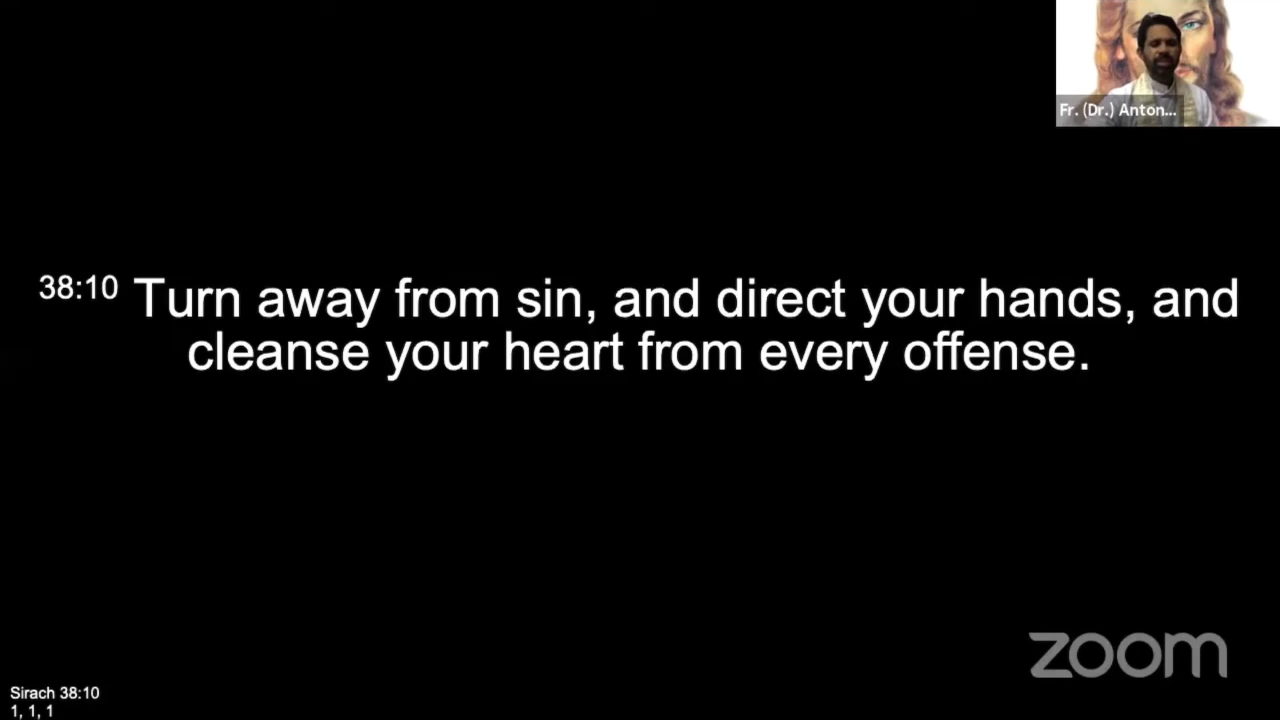 Fr. (Dr.) Anton...
38:10 Turn away from sin, and direct your hands, and
cleanse your heart from every offense.
zoom
Sirach 38:10
1, 1, 1